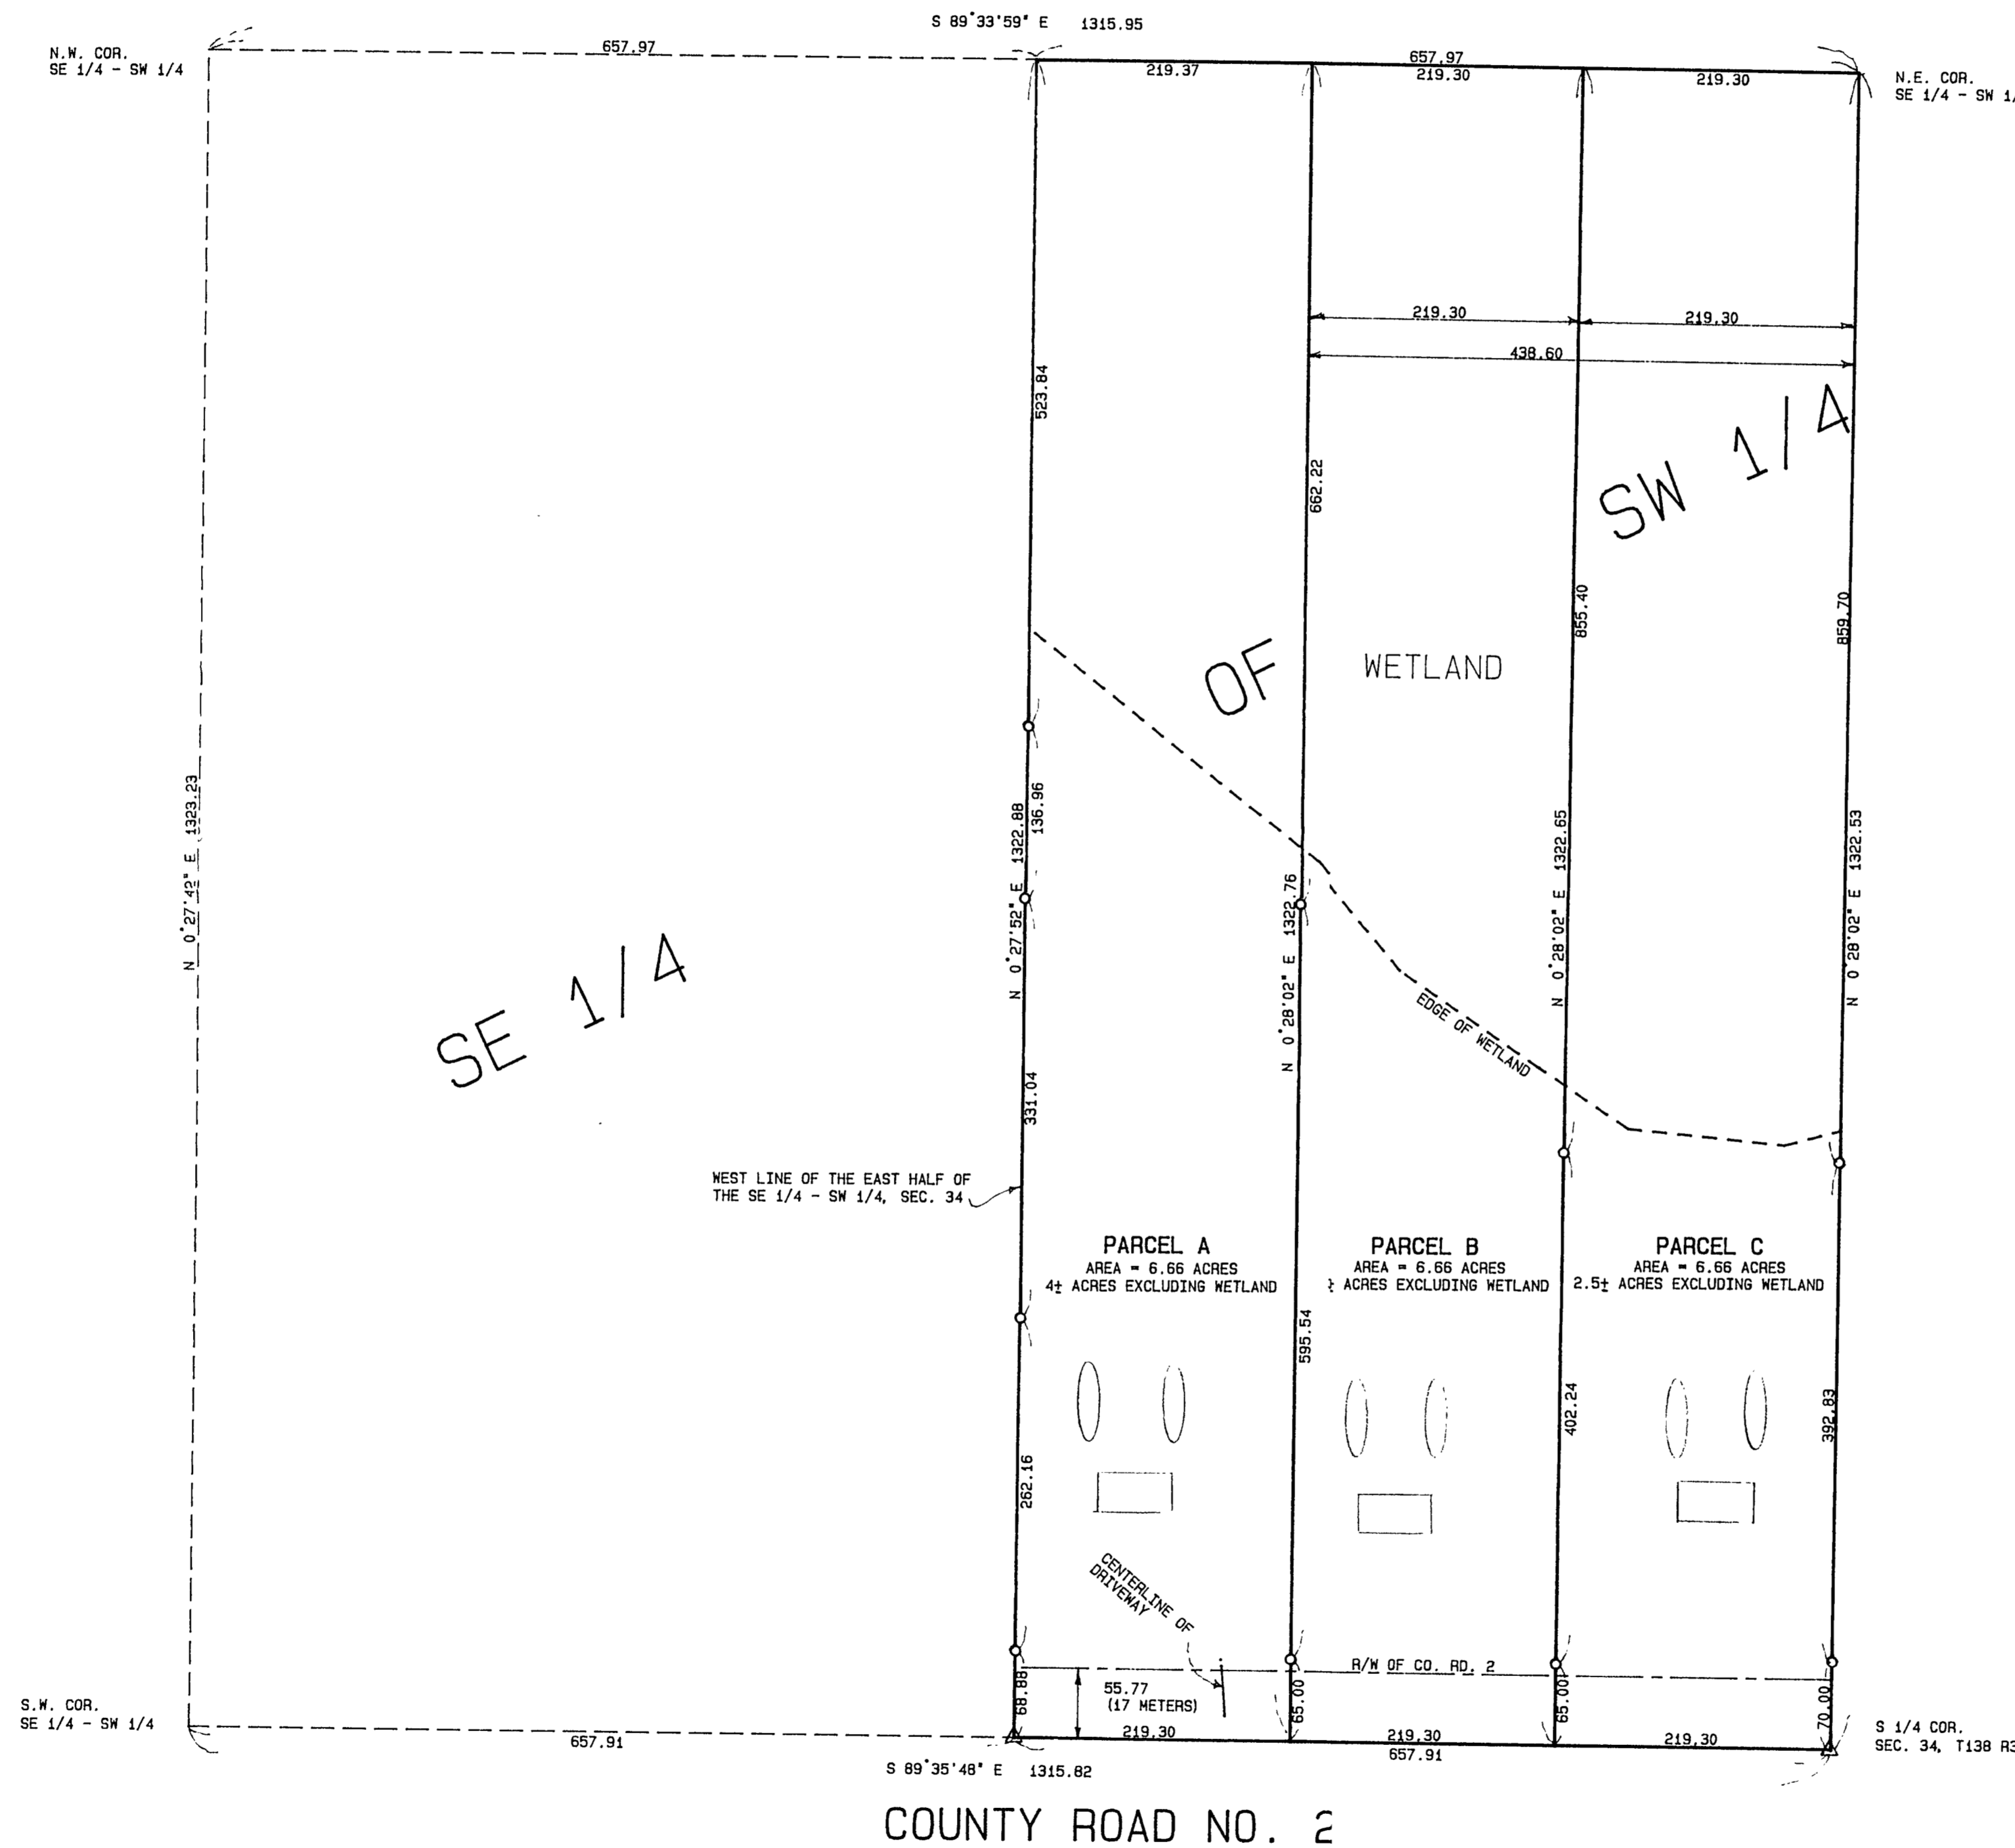 S 89°33'59" E 1315.95
N.W. COR.
SE 1/4 - SW 1/4
657.97
657.97
219.37
219.30
219.30
N.E. COR.
SE 1/4 - SW 1/
219.30
219.30
438.60
523.84
662.22
SW 1/4
855.40
859.70
OF
WETLAND
N 0°27'42" E 1323.23
N 0°27'52" E 1322.88
136.96
N 0°28'02" E 1322.76
N 0°28'02" E 1322.65
N 0°28'02" E 1322.53
SE 1/4
EDGE OF WETLAND
331.04
WEST LINE OF THE EAST HALF OF
THE SE 1/4 - SW 1/4, SEC. 34
PARCEL A
AREA = 6.66 ACRES
4± ACRES EXCLUDING WETLAND
PARCEL B
AREA = 6.66 ACRES
ACRES EXCLUDING WETLAND
PARCEL C
AREA = 6.66 ACRES
2.5± ACRES EXCLUDING WETLAND
595.54
402.24
392.83
262.16
CENTERLINE OF
DRIVEWAY
R/W OF CO. RD. 2
68.88
55.77
(17 METERS)
65.00
65.00
70.00
S.W. COR.
SE 1/4 - SW 1/4
657.91
219.30
219.30
219.30
657.91
S 1/4 COR.
SEC. 34, T138 R3
S 89°35'48" E 1315.82
COUNTY ROAD NO. 2